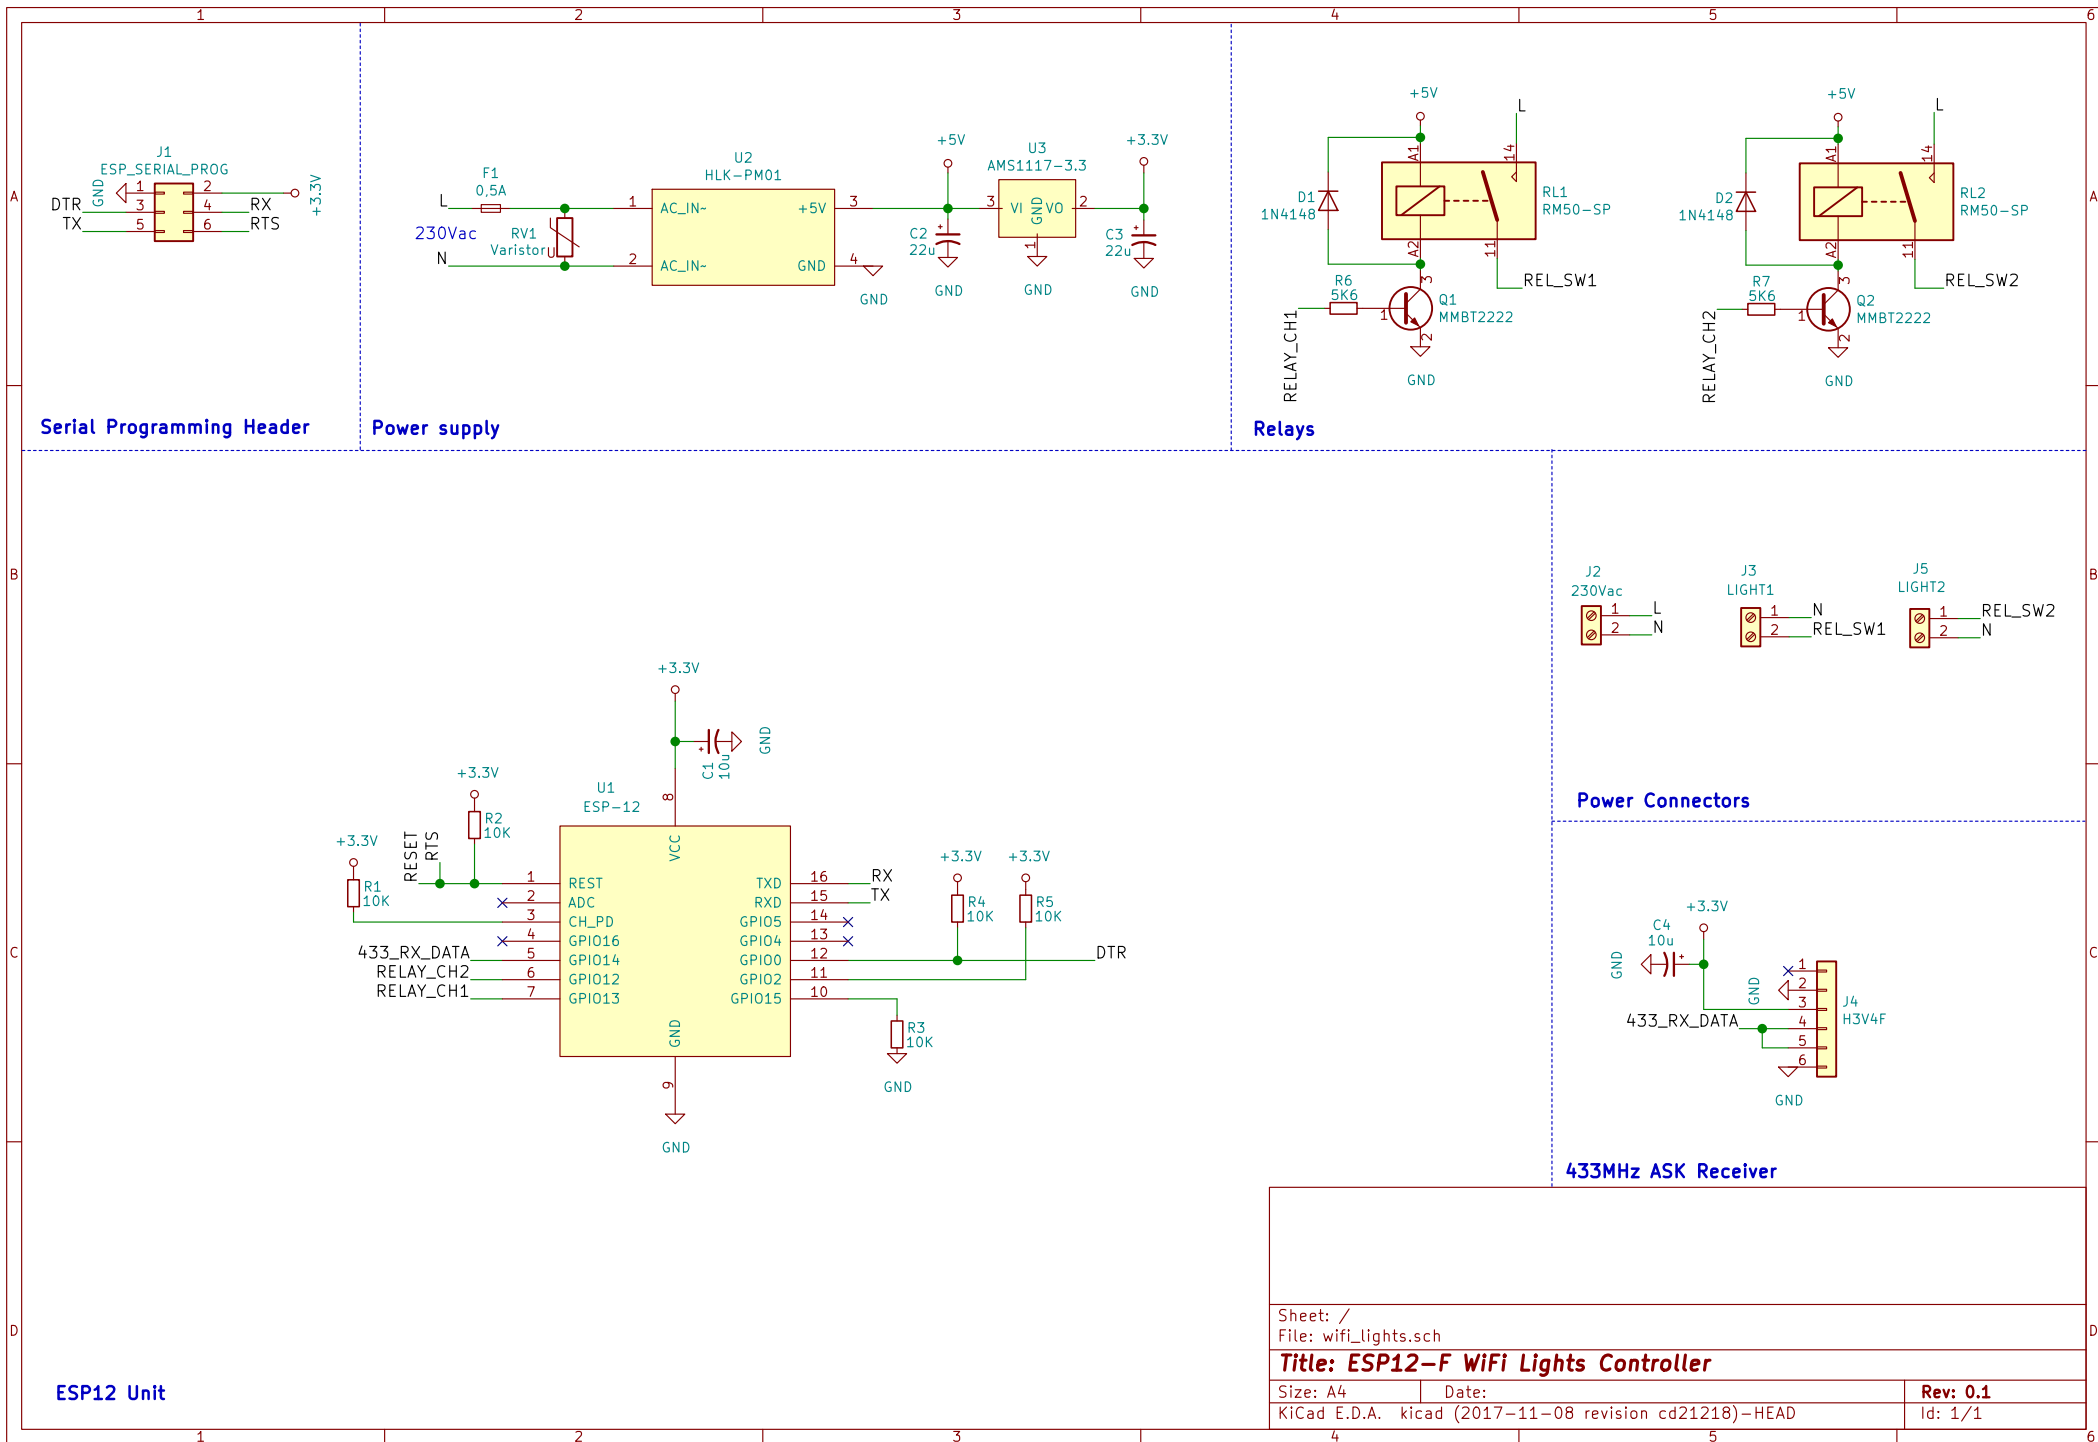 1 2 3 4 5 6
A
A
B
B
C
C
D
D
J1
ESP_SERIAL_PROG
GND
1 2
+3.3V
DTR 3 4 RX
TX 5 6 RTS
Serial Programming Header
L
F1
0,5A
230Vac
N
RV1
Varistor
U
U2
HLK-PM01
1 AC_IN~ +5V 3
2 AC_IN~ GND 4
GND
+5V
C2
22u
GND
U3
AMS1117-3.3
3 VI GND VO 2
1
GND
+3.3V
C3
22u
GND
Power supply
+5V
L
A1
14
D1
1N4148
RL1
RM50-SP
A2
11
REL_SW1
R6
5K6
1
3
2
Q1
MMBT2222
RELAY_CH1
GND
+5V
L
A1
14
D2
1N4148
RL2
RM50-SP
A2
11
REL_SW2
R7
5K6
1
3
2
Q2
MMBT2222
RELAY_CH2
GND
Relays
J2
230Vac
1 L
2 N
J3
LIGHT1
1 N
2 REL_SW1
J5
LIGHT2
1 REL_SW2
2 N
Power Connectors
+3.3V
C1
10u
GND
U1
ESP-12
8
VCC
+3.3V
R2
10K
RESET
RTS
+3.3V
R1
10K
1 REST
2 ADC
3 CH_PD
4 GPIO16
433_RX_DATA 5 GPIO14
RELAY_CH2 6 GPIO12
RELAY_CH1 7 GPIO13
TXD 16 RX
RXD 15 TX
GPIO5 14
GPIO4 13
GPIO0 12 DTR
GPIO2 11
GPIO15 10
+3.3V
R4
10K
+3.3V
R5
10K
R3
10K
GND
GND
9
GND
ESP12 Unit
+3.3V
C4
10u
GND
GND
1
2
3
433_RX_DATA 4
5
6
J4
H3V4F
GND
433MHz ASK Receiver
Sheet: /
File: wifi_lights.sch
Title: ESP12-F WiFi Lights Controller
Size: A4 Date: Rev: 0.1
KiCad E.D.A. kicad (2017-11-08 revision cd21218)-HEAD Id: 1/1
1 2 3 4 5 6